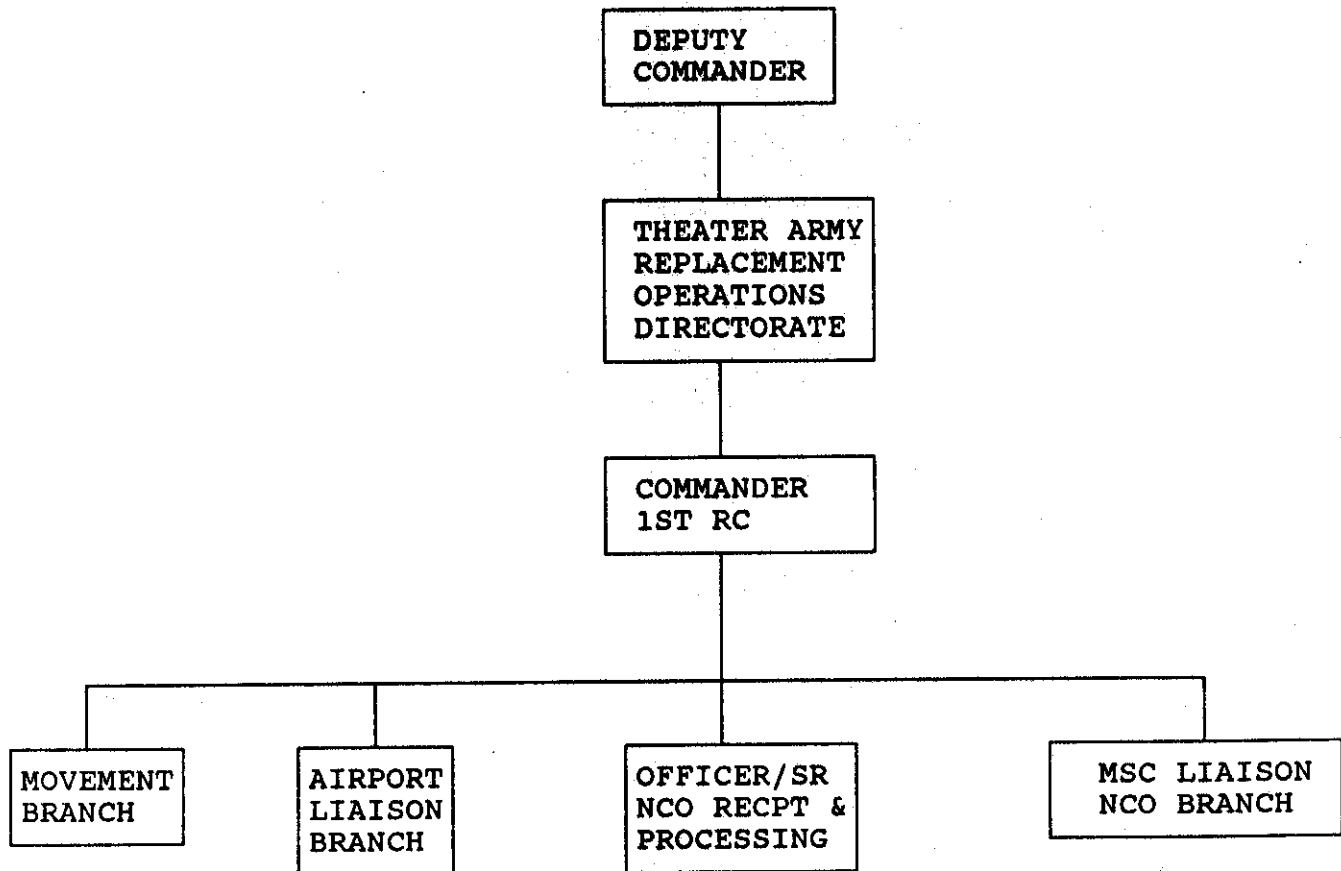 DEPUTY
COMMANDER
THEATER ARMY
REPLACEMENT
OPERATIONS
DIRECTORATE
COMMANDER
1ST RC
MOVEMENT
BRANCH
AIRPORT
LIAISON
BRANCH
OFFICER/SR
NCO RECPT &
PROCESSING
MSC LIAISON
NCO BRANCH